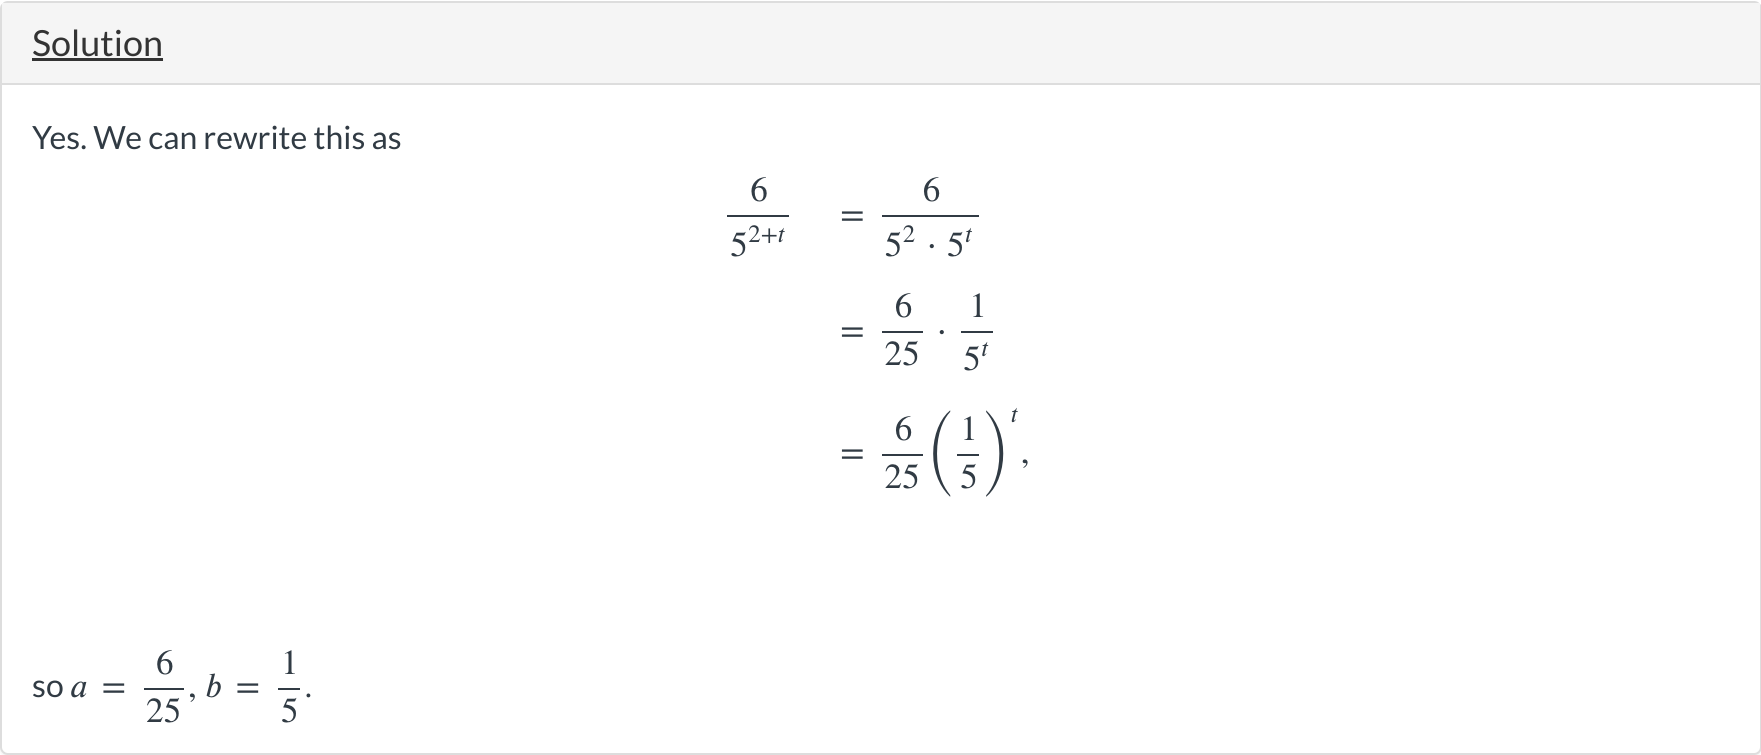 Solution
Yes. We can rewrite this as
\frac{6}{5^{2+t}} = \frac{6}{5^2 \cdot 5^t}
= \frac{6}{25} \cdot \frac{1}{5^t}
= \frac{6}{25} \left( \frac{1}{5} \right)^t,
so a = \frac{6}{25}, b = \frac{1}{5}.